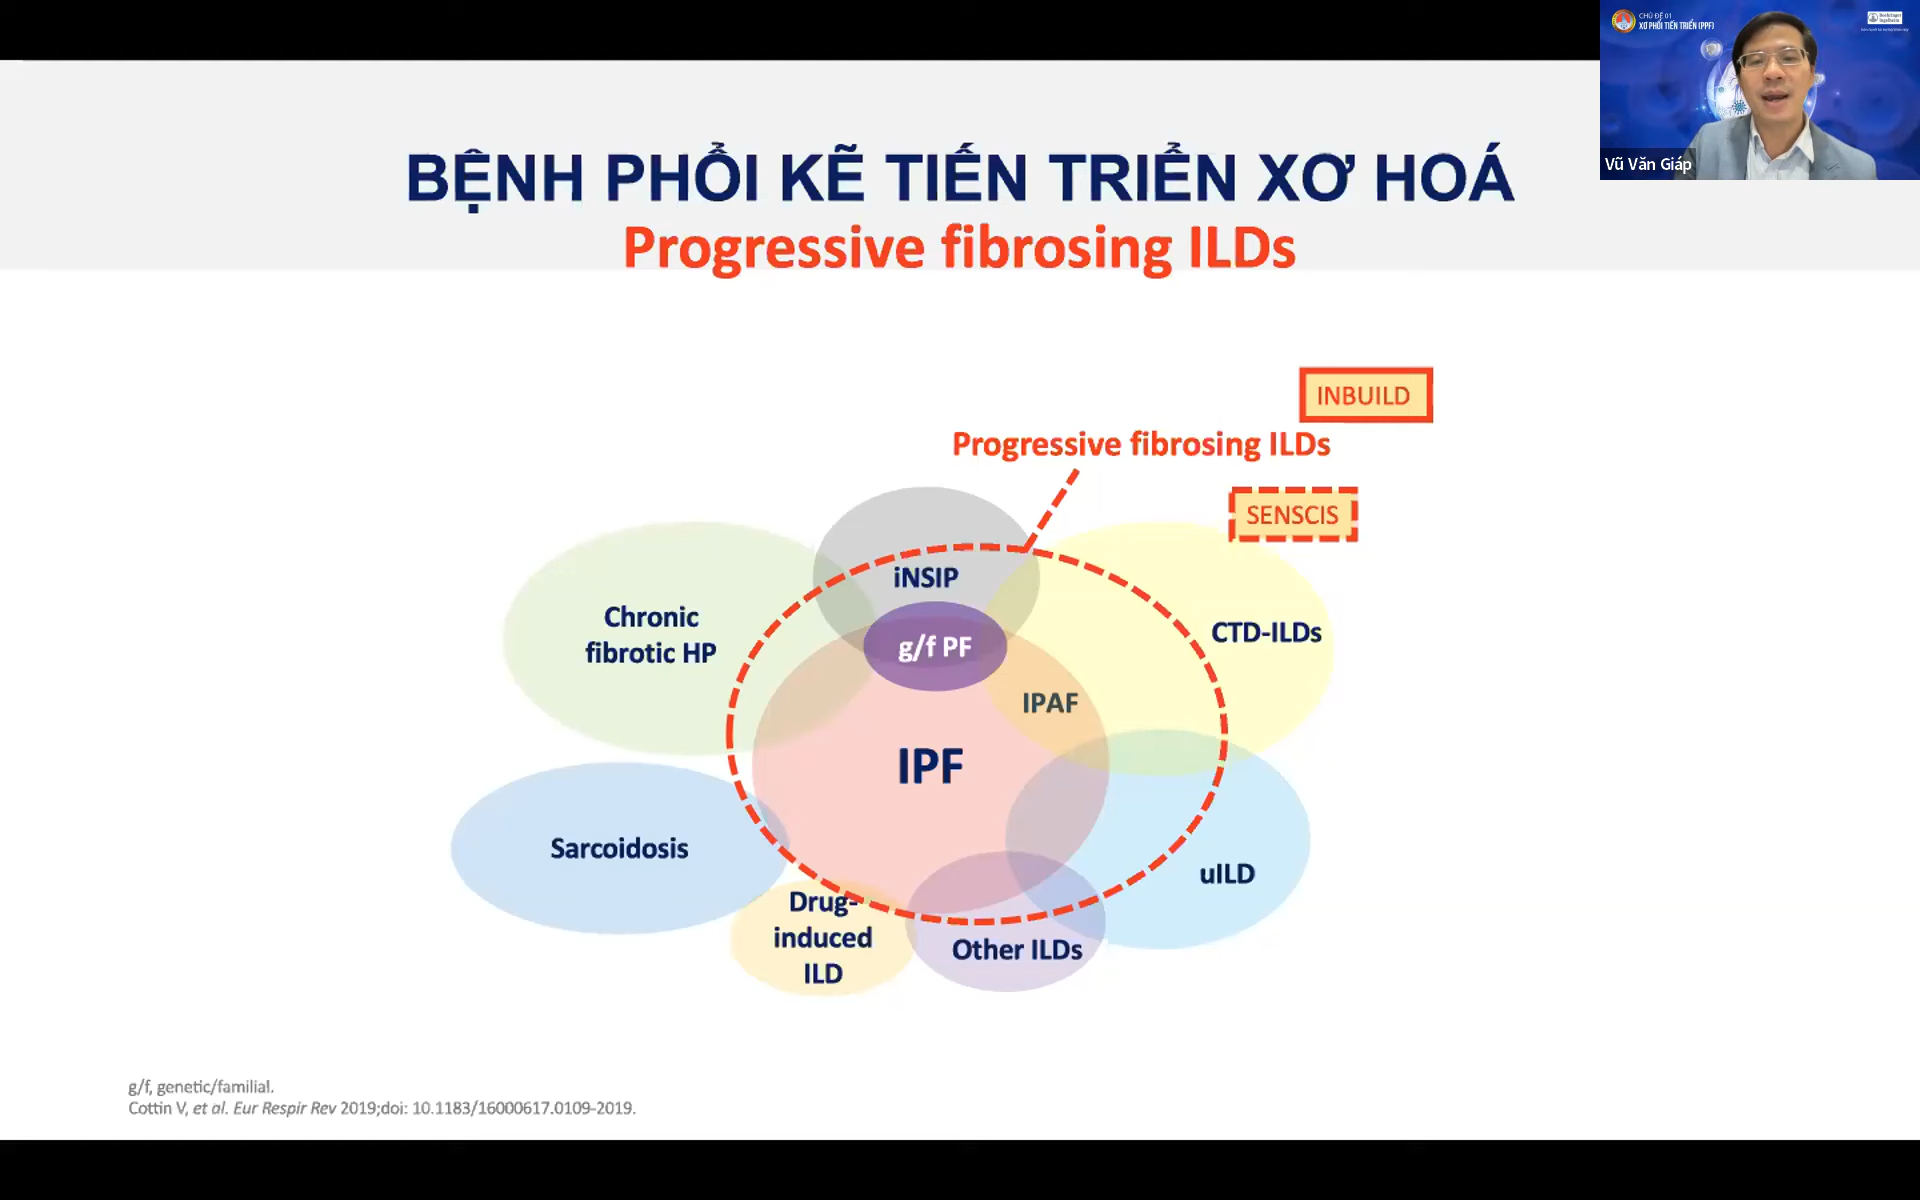 CHỦ ĐỀ 01
XƠ PHỔI TIẾN TRIỂN (PPF)
Boehringer
Ingelheim
Vũ Văn Giáp
BỆNH PHỔI KẼ TIẾN TRIỂN XƠ HOÁ
Progressive fibrosing ILDs
INBUILD
Progressive fibrosing ILDs
SENSCIS
iNSIP
Chronic
fibrotic HP
CTD-ILDs
g/f PF
IPAF
IPF
Sarcoidosis
uILD
Drug-
induced
ILD
Other ILDs
g/f, genetic/familial.
Cottin V, et al. Eur Respir Rev 2019;doi: 10.1183/16000617.0109-2019.